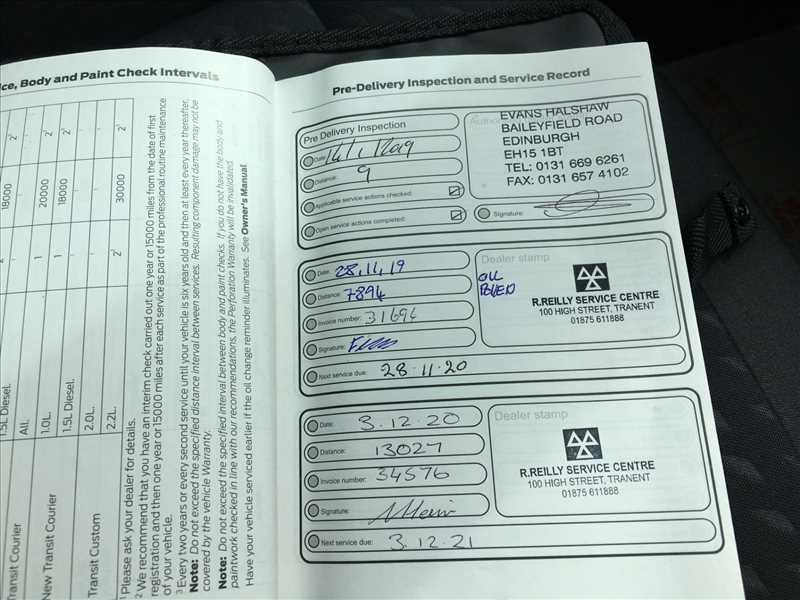 ce, Body and Paint Check Intervals
18000
2¹
20000
2¹
1
18000
2¹
1
30000
2¹
2¹
1.5L Diesel.
All.
1.0L.
1.5L Diesel.
2.0L.
2.2L.
Transit Courier
New Transit Courier
Transit Custom
¹ Please ask your dealer for details.
² We recommend that you have an interim check carried out one year or 15000 miles from the date of first
registration and then one year or 15000 miles after each service as part of the professional routine maintenance
of your vehicle.
³ Every two years or every second service until your vehicle is six years old and then at least every year thereafter.
Note: Do not exceed the specified distance interval between services. Resulting component damage may not be
covered by the vehicle Warranty.
Note: Do not exceed the specified interval between body and paint checks. If you do not have the body and
paintwork checked in line with our recommendations, the Perforation Warranty will be invalidated.
Have your vehicle serviced earlier if the oil change reminder illuminates. See Owner's Manual.
Pre-Delivery Inspection and Service Record
Pre Delivery Inspection
Date:
Distance: 9
Applicable service actions checked:
Open service actions completed:
EVANS HALSHAW
BAILEYFIELD ROAD
EDINBURGH
EH15 1BT
TEL: 0131 669 6261
FAX: 0131 657 4102
Signature:
Date: 28.11.19
Distance: 7894
Invoice number: 31696
Signature:
Next service due: 28.11.20
Dealer stamp
OIL
R.REILLY SERVICE CENTRE
100 HIGH STREET, TRANENT
01875 611888
Date: 3.12.20
Distance: 13027
Invoice number: 34576
Signature:
Next service due: 3.12.21
Dealer stamp
R.REILLY SERVICE CENTRE
100 HIGH STREET, TRANENT
01875 611888